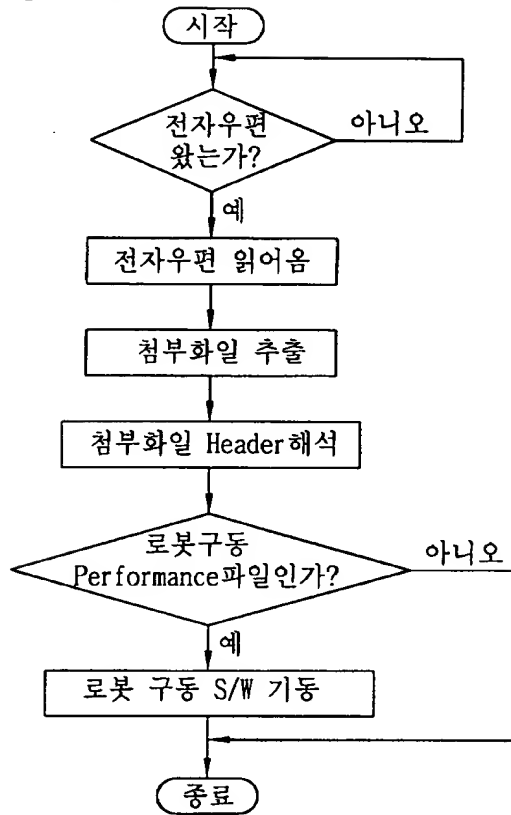 시작
전자우편
왔는가?
아니오
예
전자우편 읽어옴
첨부화일 추출
첨부화일 Header해석
로봇구동
Performance파일인가?
아니오
예
로봇 구동 S/W 기동
종료